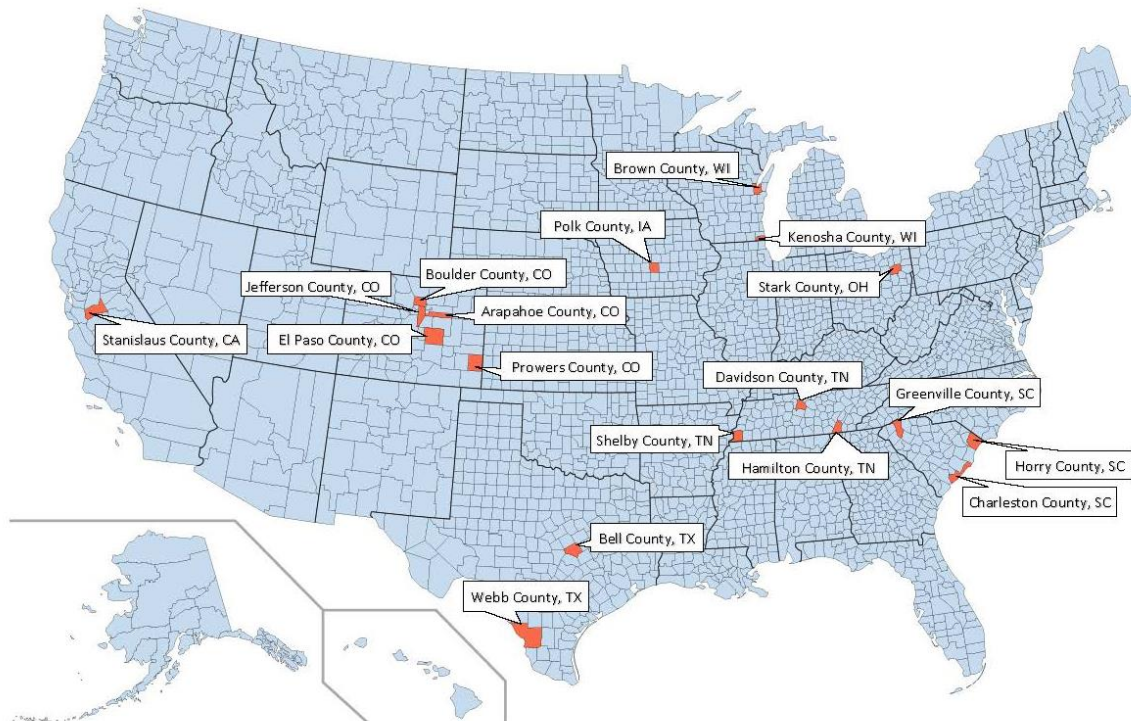 Brown County, WI
Polk County, IA
Kenosha County, WI
Boulder County, CO
Stark County, OH
Jefferson County, CO
Arapahoe County, CO
Stanislaus County, CA
El Paso County, CO
Prowers County, CO
Davidson County, TN
Greenville County, SC
Shelby County, TN
Hamilton County, TN
Horry County, SC
Charleston County, SC
Bell County, TX
Webb County, TX